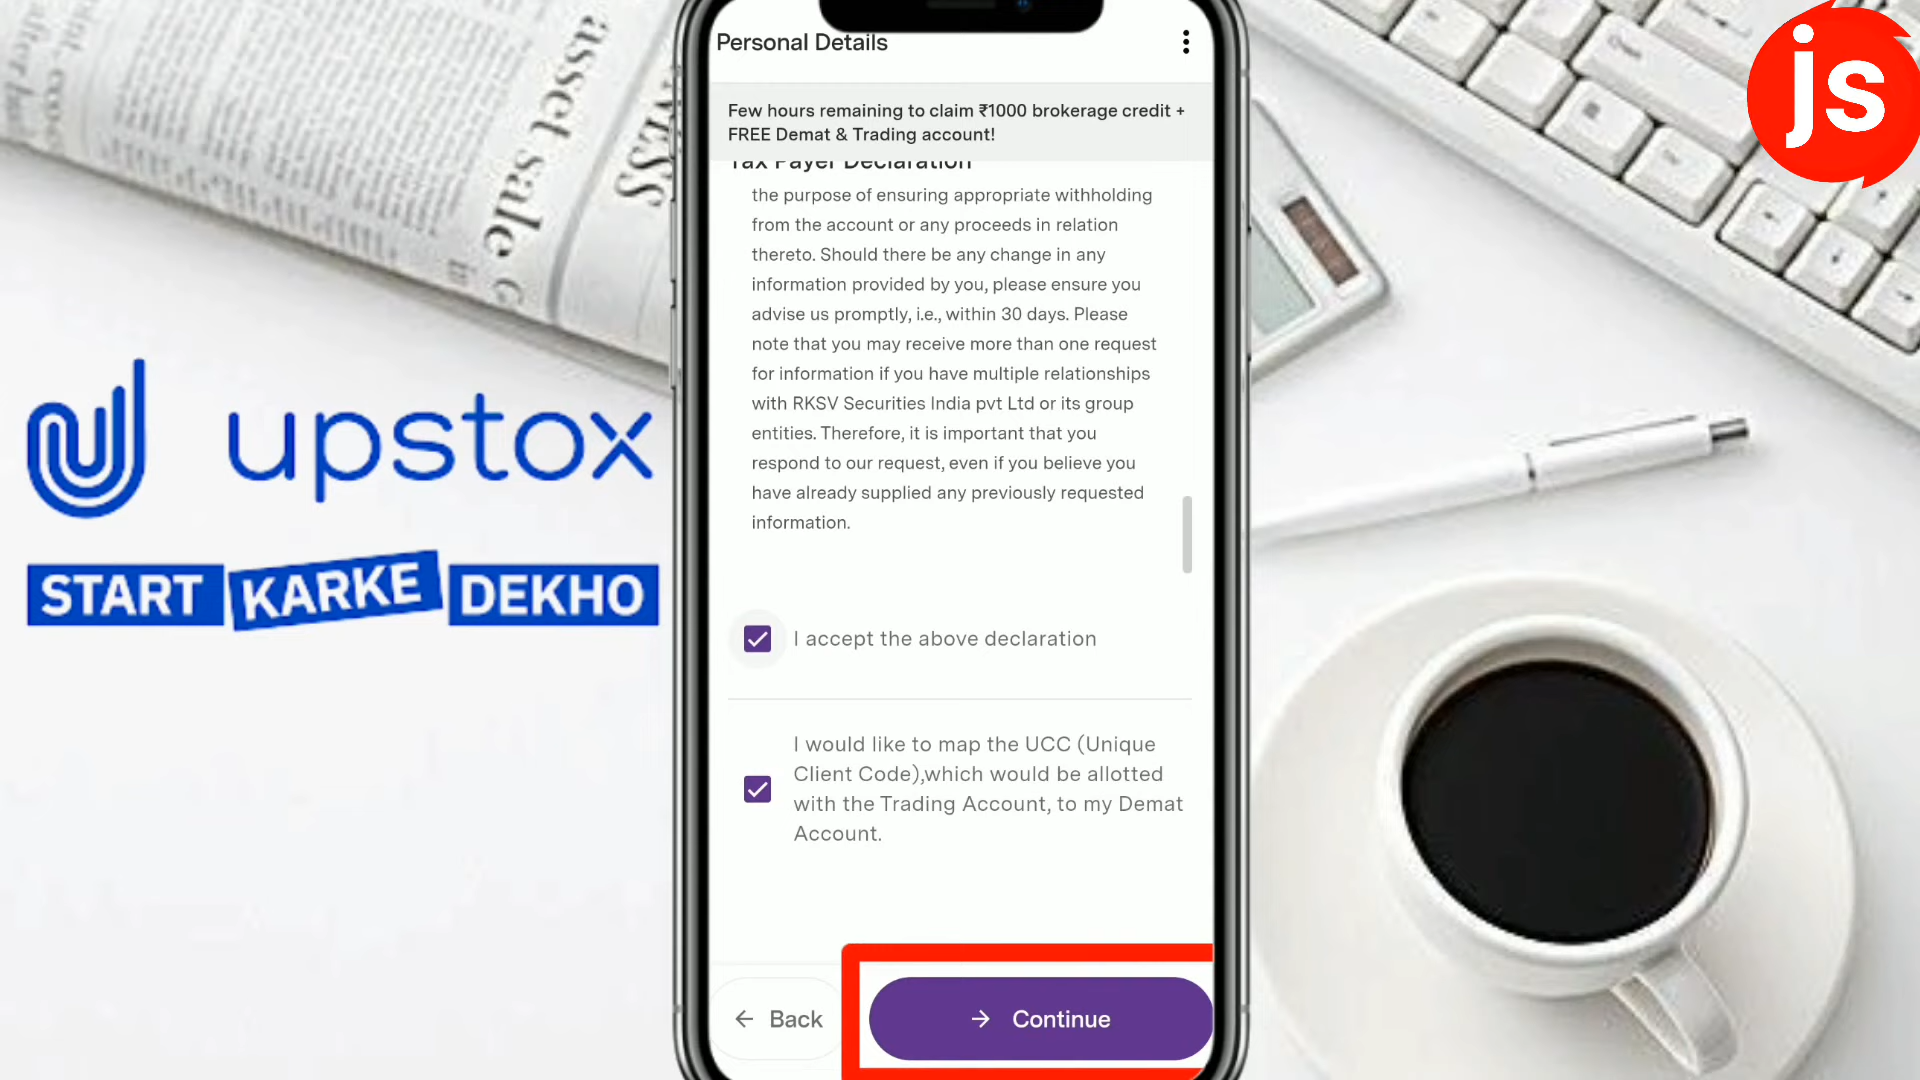 Personal Details
Few hours remaining to claim ₹1000 brokerage credit +
FREE Demat & Trading account!
Tax Payer Declaration
the purpose of ensuring appropriate withholding
from the account or any proceeds in relation
thereto. Should there be any change in any
information provided by you, please ensure you
advise us promptly, i.e., within 30 days. Please
note that you may receive more than one request
for information if you have multiple relationships
with RKSV Securities India pvt Ltd or its group
entities. Therefore, it is important that you
respond to our request, even if you believe you
have already supplied any previously requested
information.
I accept the above declaration
I would like to map the UCC (Unique
Client Code),which would be allotted
with the Trading Account, to my Demat
Account.
Back
Continue
upstox
START KARKE DEKHO
js
asset sale